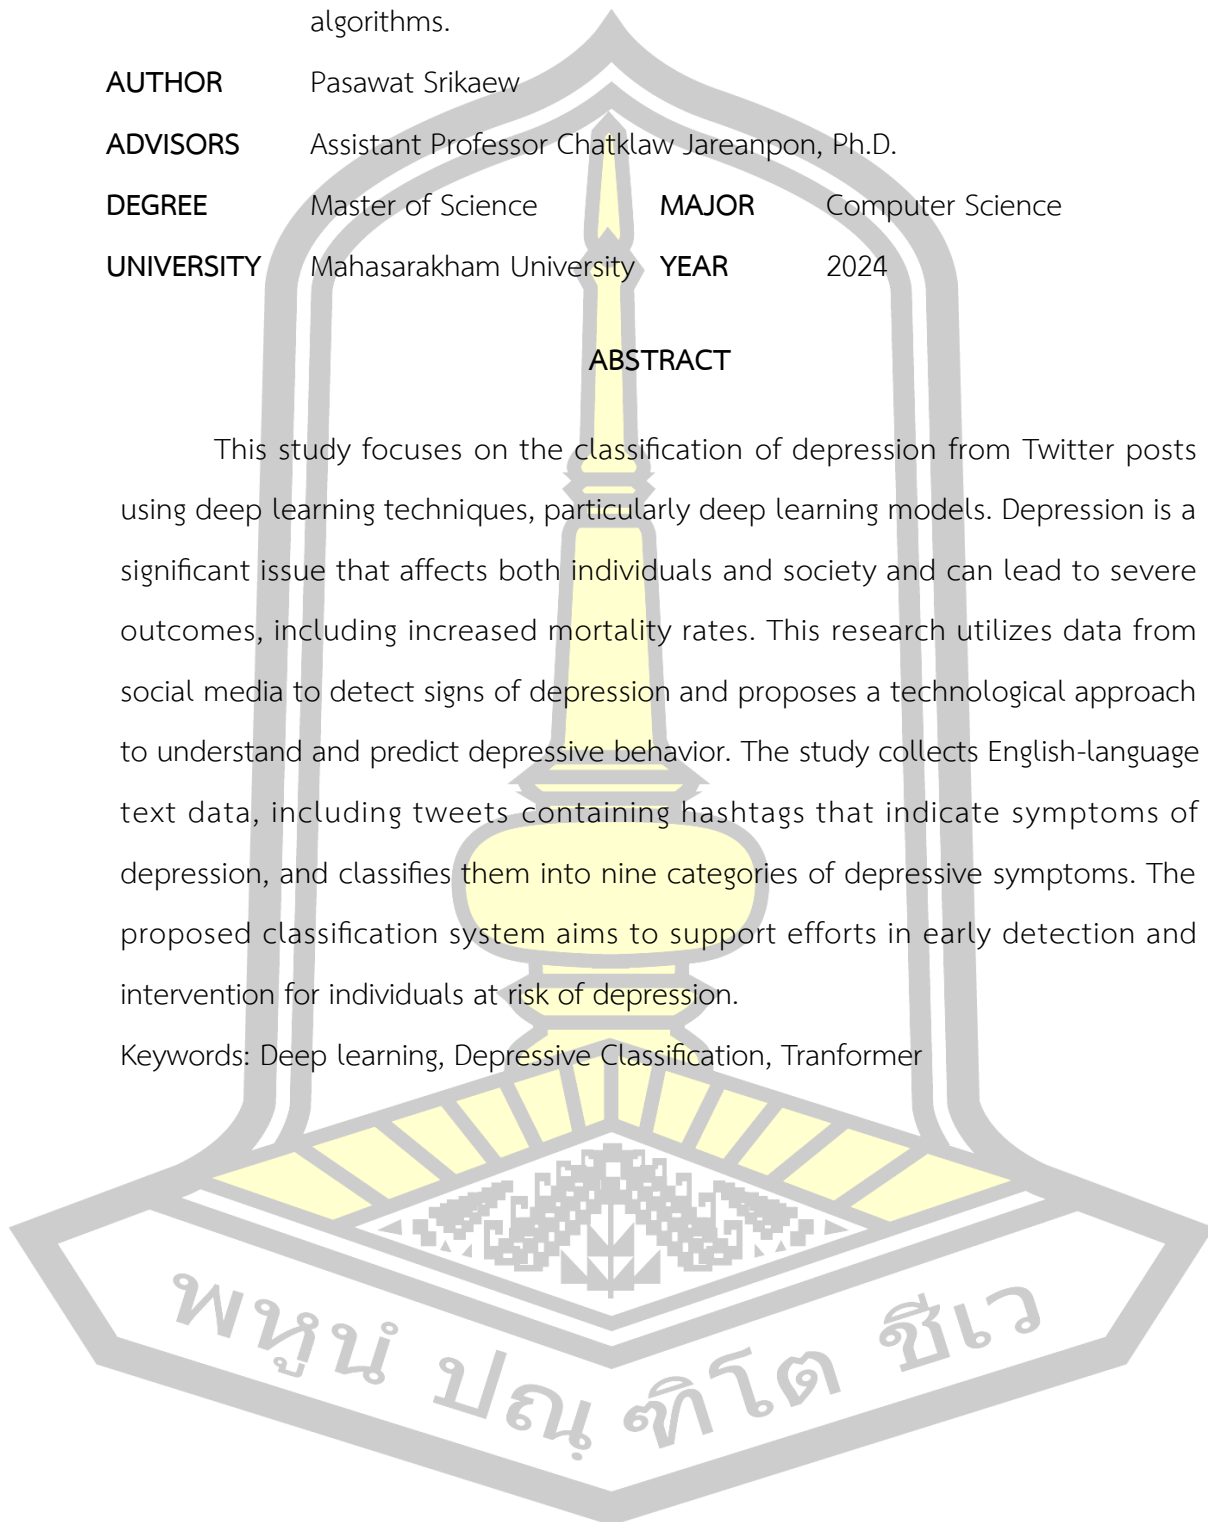 algorithms.
AUTHOR Pasawat Srikaew
ADVISORS Assistant Professor Chatklaw Jareanpon, Ph.D.
DEGREE Master of Science MAJOR Computer Science
UNIVERSITY Mahasarakham University YEAR 2024
ABSTRACT
This study focuses on the classification of depression from Twitter posts
using deep learning techniques, particularly deep learning models. Depression is a
significant issue that affects both individuals and society and can lead to severe
outcomes, including increased mortality rates. This research utilizes data from
social media to detect signs of depression and proposes a technological approach
to understand and predict depressive behavior. The study collects English-language
text data, including tweets containing hashtags that indicate symptoms of
depression, and classifies them into nine categories of depressive symptoms. The
proposed classification system aims to support efforts in early detection and
intervention for individuals at risk of depression.
Keywords: Deep learning, Depressive Classification, Tranformer
พหูนํ ปณฺ ฑิโต ชีเว